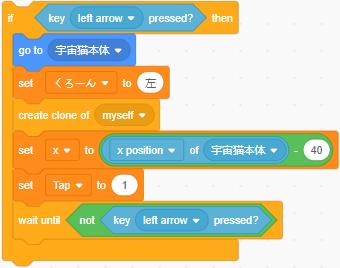 if key left arrow pressed? then
go to 宇宙猫本体
set くろーん to 左
create clone of myself
set x to x position of 宇宙猫本体 - 40
set Tap to 1
wait until not key left arrow pressed?